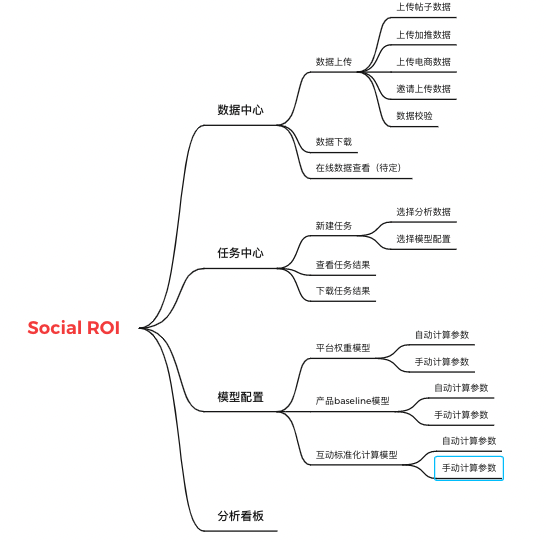 Social ROI
数据中心
数据上传
上传帖子数据
上传加推数据
上传电商数据
邀请上传数据
数据校验
数据下载
在线数据查看（待定）
任务中心
新建任务
选择分析数据
选择模型配置
查看任务结果
下载任务结果
模型配置
平台权重模型
自动计算参数
手动计算参数
产品baseline模型
自动计算参数
手动计算参数
互动标准化计算模型
自动计算参数
手动计算参数
分析看板